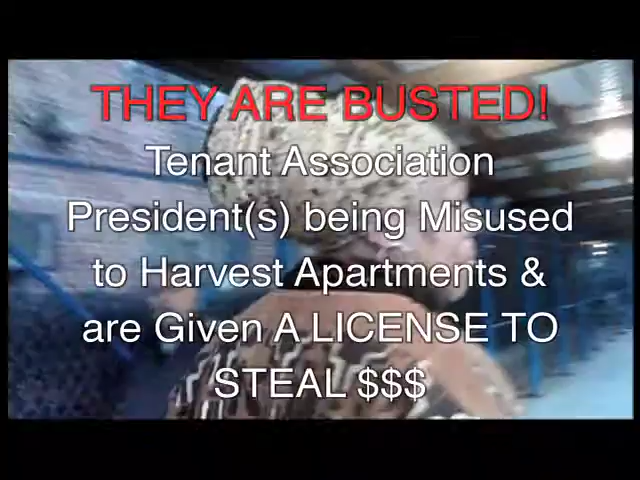 THEY ARE BUSTED!
Tenant Association
President(s) being Misused
to Harvest Apartments &
are Given A LICENSE TO
STEAL $$$